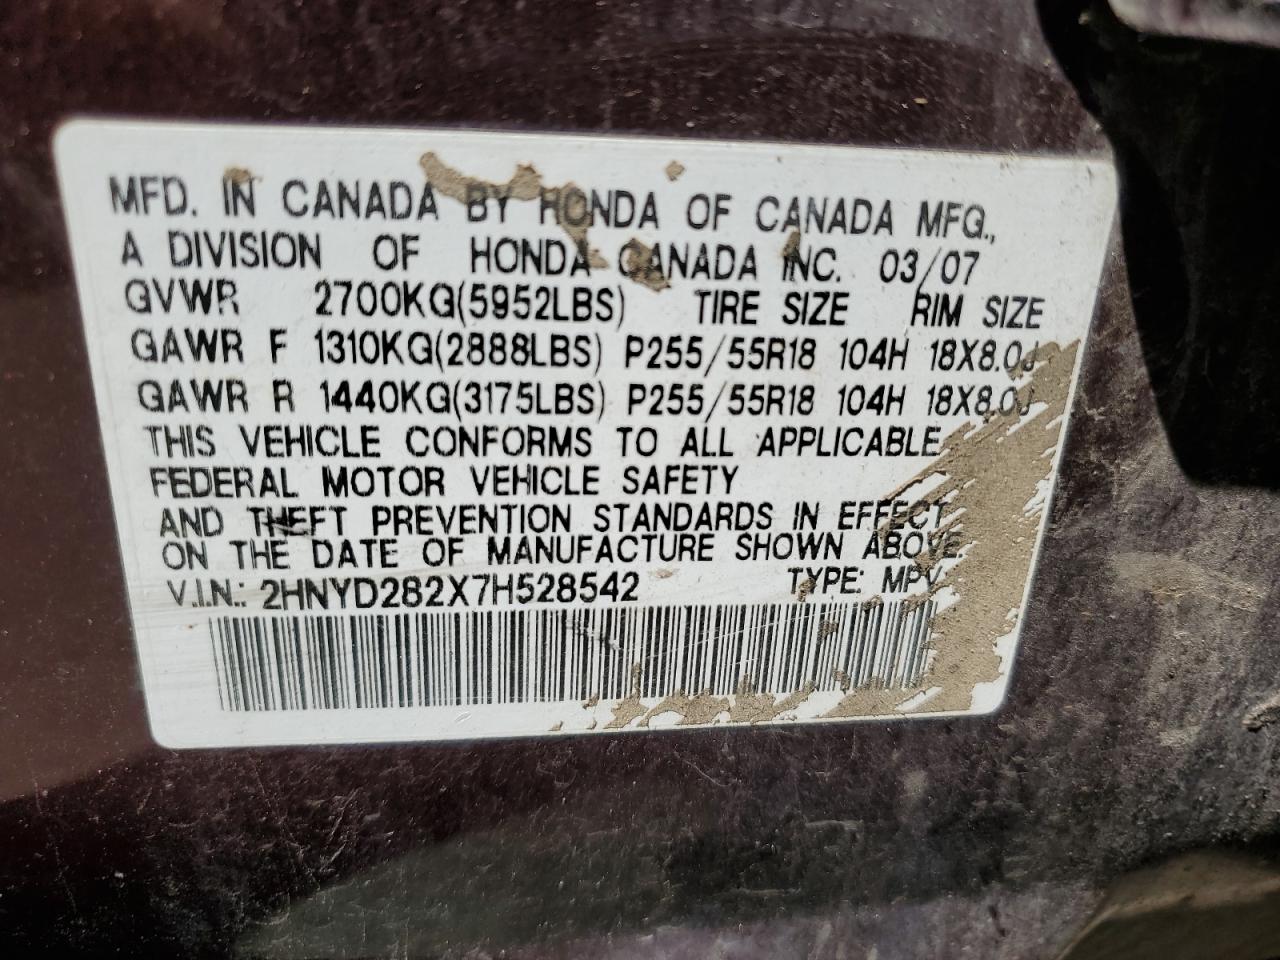 MFD. IN CANADA BY HONDA OF CANADA MFG.,
A DIVISION OF HONDA CANADA INC. 03/07
GVWR 2700KG(5952LBS) TIRE SIZE RIM SIZE
GAWR F 1310KG(2888LBS) P255/55R18 104H 18X8.0J
GAWR R 1440KG(3175LBS) P255/55R18 104H 18X8.0J
THIS VEHICLE CONFORMS TO ALL APPLICABLE
FEDERAL MOTOR VEHICLE SAFETY
AND THEFT PREVENTION STANDARDS IN EFFECT
ON THE DATE OF MANUFACTURE SHOWN ABOVE.
V.I.N.: 2HNYD282X7H528542 TYPE: MPV